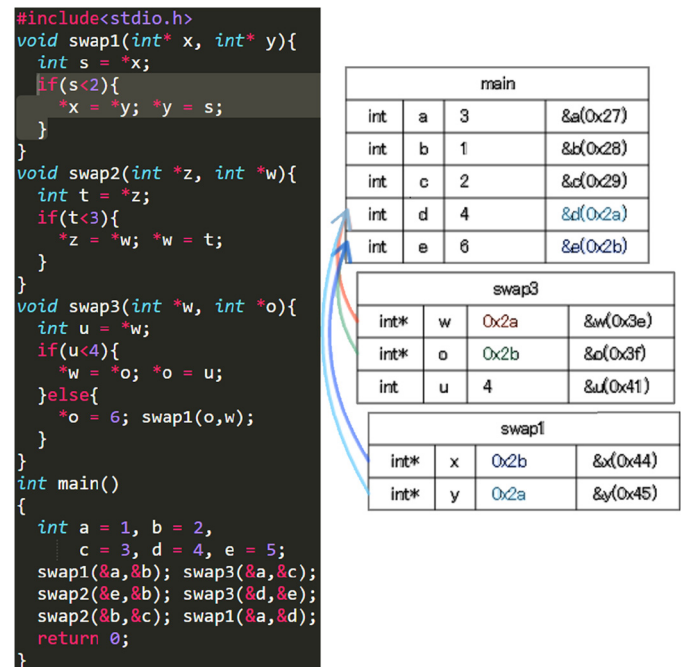 #include<stdio.h>
void swap1(int* x, int* y){
int s = *x;
if(s<2){
*x = *y; *y = s;
}
}
void swap2(int *z, int *w){
int t = *z;
if(t<3){
*z = *w; *w = t;
}
}
void swap3(int *w, int *o){
int u = *w;
if(u<4){
*w = *o; *o = u;
}else{
*o = 6; swap1(o,w);
}
}
int main()
{
int a = 1, b = 2,
c = 3, d = 4, e = 5;
swap1(&a,&b); swap3(&a,&c);
swap2(&e,&b); swap3(&d,&e);
swap2(&b,&c); swap1(&a,&d);
return 0;
}
main
int a 3 &a(0x27)
int b 1 &b(0x28)
int c 2 &c(0x29)
int d 4 &d(0x2a)
int e 6 &e(0x2b)
swap3
int* w 0x2a &w(0x3e)
int* o 0x2b &o(0x3f)
int u 4 &u(0x41)
swap1
int* x 0x2b &x(0x44)
int* y 0x2a &y(0x45)